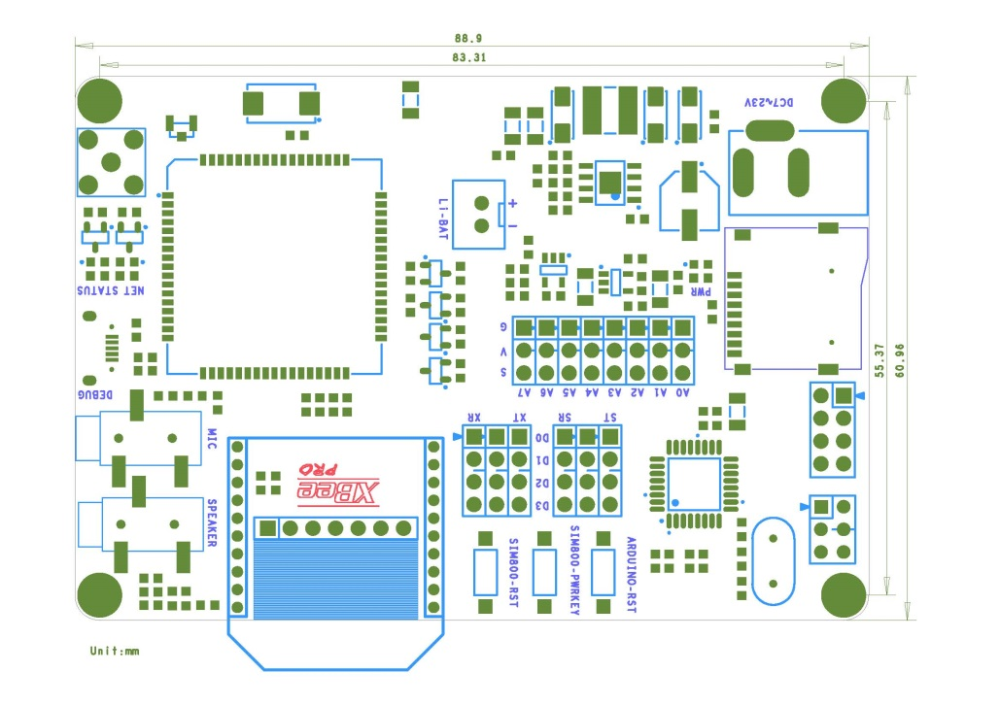 88.9
83.31
DC7~23V
Li-BAT
+
-
NET STATUS
PWR
G
V
S
55.37
60.96
DEBUG
A7 A6 A5 A4 A3 A2 A1 A0
XR XT SR ST
MIC
D0
D1
D2
D3
PRO
XBee
SPEAKER
SIM800-RST
SIM800-PWRKEY
ARDUINO-RST
Unit:mm